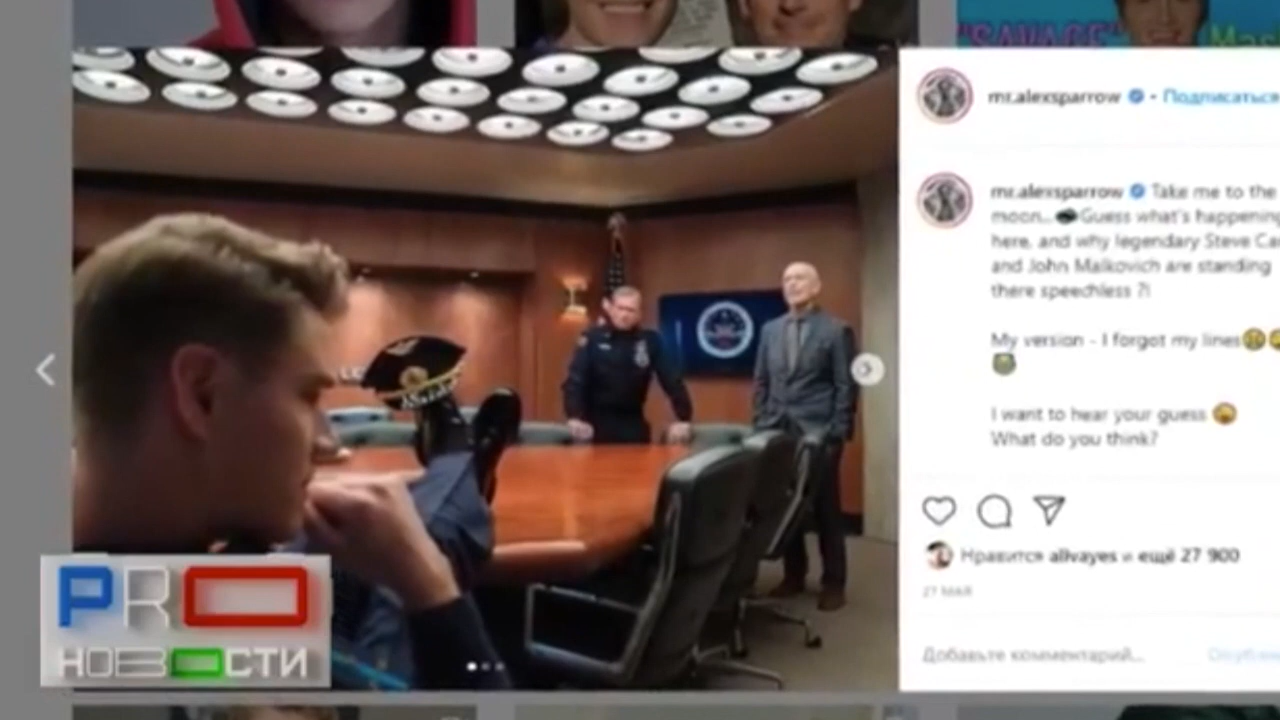 "SAVAGE"
mr.alexsparrow • Подписаться
mr.alexsparrow Take me to the
moon... Guess what's happening
here, and why legendary Steve
and John Malkovich are standing
there speechless ?!
My version - I forgot my lines
I want to hear your guess
What do you think?
Нравится allvayes и ещё 27 900
27 МАЯ
Добавьте комментарий...
PRO
НОВОСТИ